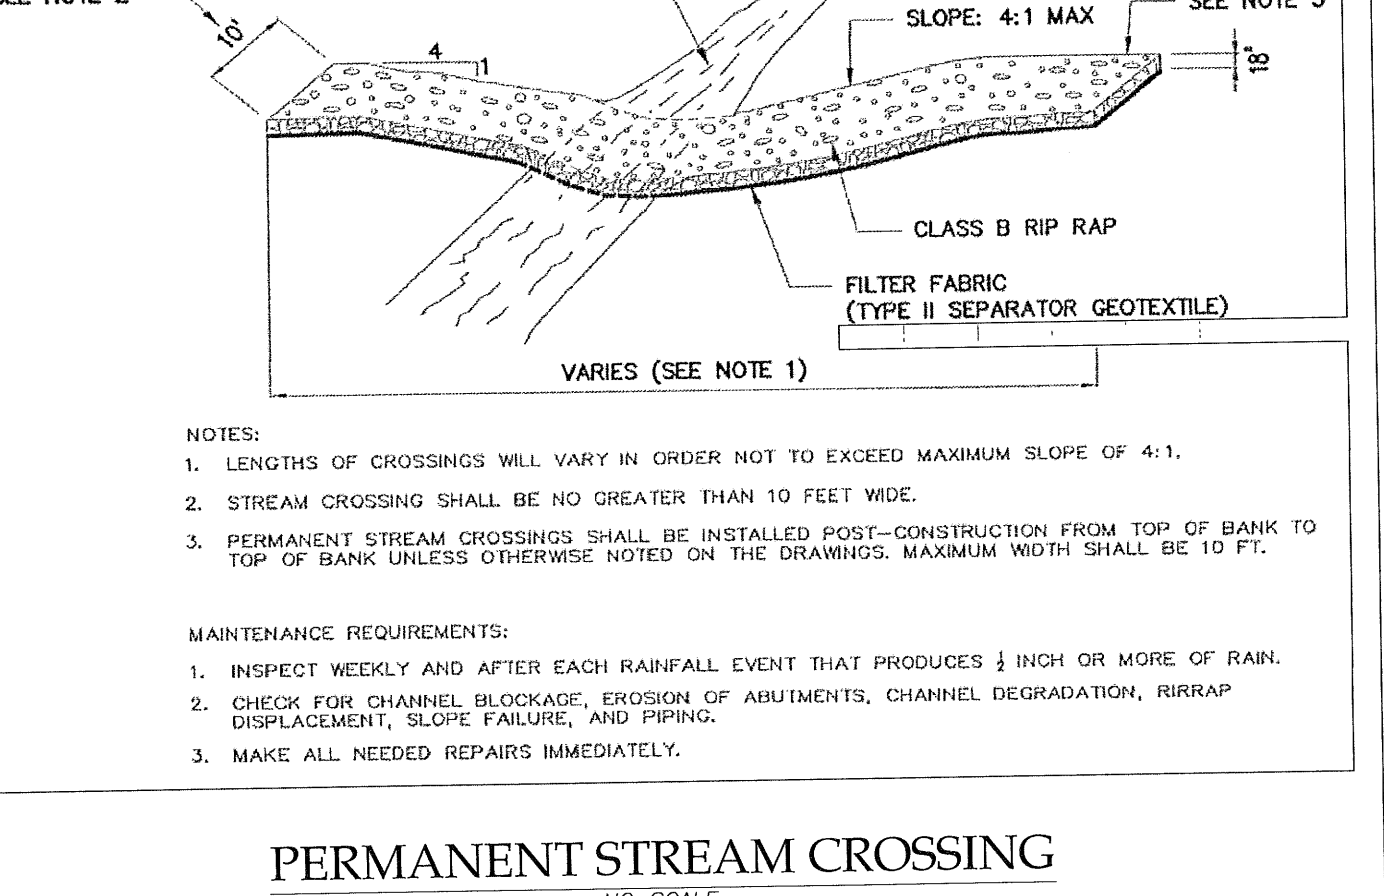 SEE NOTE 2
10'
4
1
SLOPE: 4:1 MAX
SEE NOTE 3
18"
CLASS B RIP RAP
FILTER FABRIC
(TYPE II SEPARATOR GEOTEXTILE)
VARIES (SEE NOTE 1)
NOTES:
1. LENGTHS OF CROSSINGS WILL VARY IN ORDER NOT TO EXCEED MAXIMUM SLOPE OF 4:1.
2. STREAM CROSSING SHALL BE NO GREATER THAN 10 FEET WIDE.
3. PERMANENT STREAM CROSSINGS SHALL BE INSTALLED POST-CONSTRUCTION FROM TOP OF BANK TO
TOP OF BANK UNLESS OTHERWISE NOTED ON THE DRAWINGS. MAXIMUM WIDTH SHALL BE 10 FT.
MAINTENANCE REQUIREMENTS:
1. INSPECT WEEKLY AND AFTER EACH RAINFALL EVENT THAT PRODUCES ½ INCH OR MORE OF RAIN.
2. CHECK FOR CHANNEL BLOCKAGE, EROSION OF ABUTMENTS, CHANNEL DEGRADATION, RIRRAP
DISPLACEMENT, SLOPE FAILURE, AND PIPING.
3. MAKE ALL NEEDED REPAIRS IMMEDIATELY.
PERMANENT STREAM CROSSING
NO SCALE